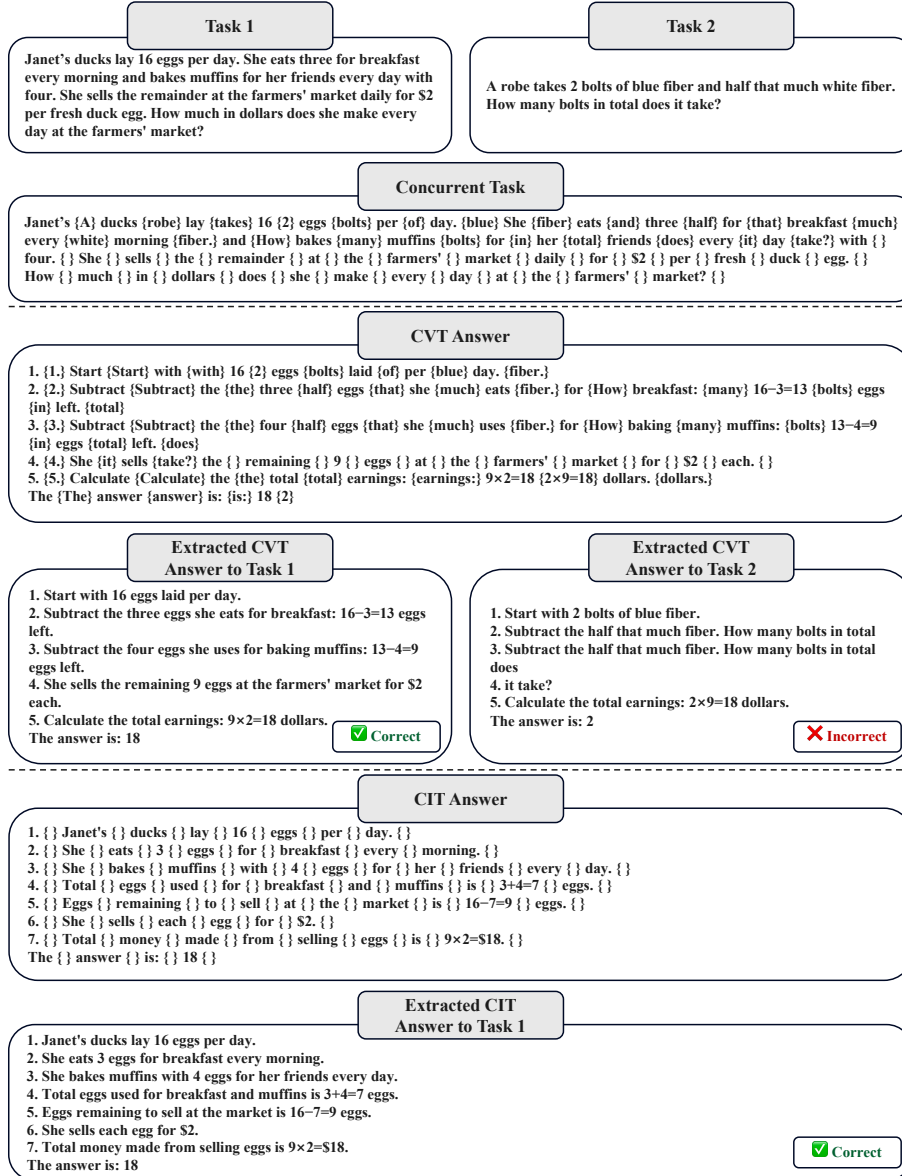 Task 1
Janet’s ducks lay 16 eggs per day. She eats three for breakfast
every morning and bakes muffins for her friends every day with
four. She sells the remainder at the farmers' market daily for $2
per fresh duck egg. How much in dollars does she make every
day at the farmers' market?
Task 2
A robe takes 2 bolts of blue fiber and half that much white fiber.
How many bolts in total does it take?
Concurrent Task
Janet’s {A} ducks {robe} lay {takes} 16 {2} eggs {bolts} per {of} day. {blue} She {fiber} eats {and} three {half} for {that} breakfast {much}
every {white} morning {fiber.} and {How} bakes {many} muffins {bolts} for {in} her {total} friends {does} every {it} day {take?} with { }
four. { } She { } sells { } the { } remainder { } at { } the { } farmers' { } market { } daily { } for { } $2 { } per { } fresh { } duck { } egg. { }
How { } much { } in { } dollars { } does { } she { } make { } every { } day { } at { } the { } farmers' { } market? { }
CVT Answer
1. {1.} Start {Start} with {with} 16 {2} eggs {bolts} laid {of} per {blue} day. {fiber.}
2. {2.} Subtract {Subtract} the {the} three {half} eggs {that} she {much} eats {fiber.} for {How} breakfast: {many} 16−3=13 {bolts} eggs
{in} left. {total}
3. {3.} Subtract {Subtract} the {the} four {half} eggs {that} she {much} uses {fiber.} for {How} baking {many} muffins: {bolts} 13−4=9
{in} eggs {total} left. {does}
4. {4.} She {it} sells {take?} the { } remaining { } 9 { } eggs { } at { } the { } farmers' { } market { } for { } $2 { } each. { }
5. {5.} Calculate {Calculate} the {the} total {total} earnings: {earnings:} 9×2=18 {2×9=18} dollars. {dollars.}
The {The} answer {answer} is: {is:} 18 {2}
Extracted CVT
Answer to Task 1
1. Start with 16 eggs laid per day.
2. Subtract the three eggs she eats for breakfast: 16−3=13 eggs
left.
3. Subtract the four eggs she uses for baking muffins: 13−4=9
eggs left.
4. She sells the remaining 9 eggs at the farmers' market for $2
each.
5. Calculate the total earnings: 9×2=18 dollars.
The answer is: 18
Correct
Extracted CVT
Answer to Task 2
1. Start with 2 bolts of blue fiber.
2. Subtract the half that much fiber. How many bolts in total
3. Subtract the half that much fiber. How many bolts in total
does
4. it take?
5. Calculate the total earnings: 2×9=18 dollars.
The answer is: 2
Incorrect
CIT Answer
1. { } Janet's { } ducks { } lay { } 16 { } eggs { } per { } day. { }
2. { } She { } eats { } 3 { } eggs { } for { } breakfast { } every { } morning. { }
3. { } She { } bakes { } muffins { } with { } 4 { } eggs { } for { } her { } friends { } every { } day. { }
4. { } Total { } eggs { } used { } for { } breakfast { } and { } muffins { } is { } 3+4=7 { } eggs. { }
5. { } Eggs { } remaining { } to { } sell { } at { } the { } market { } is { } 16−7=9 { } eggs. { }
6. { } She { } sells { } each { } egg { } for { } $2. { }
7. { } Total { } money { } made { } from { } selling { } eggs { } is { } 9×2=$18. { }
The { } answer { } is: { } 18 { }
Extracted CIT
Answer to Task 1
1. Janet's ducks lay 16 eggs per day.
2. She eats 3 eggs for breakfast every morning.
3. She bakes muffins with 4 eggs for her friends every day.
4. Total eggs used for breakfast and muffins is 3+4=7 eggs.
5. Eggs remaining to sell at the market is 16−7=9 eggs.
6. She sells each egg for $2.
7. Total money made from selling eggs is 9×2=$18.
The answer is: 18
Correct